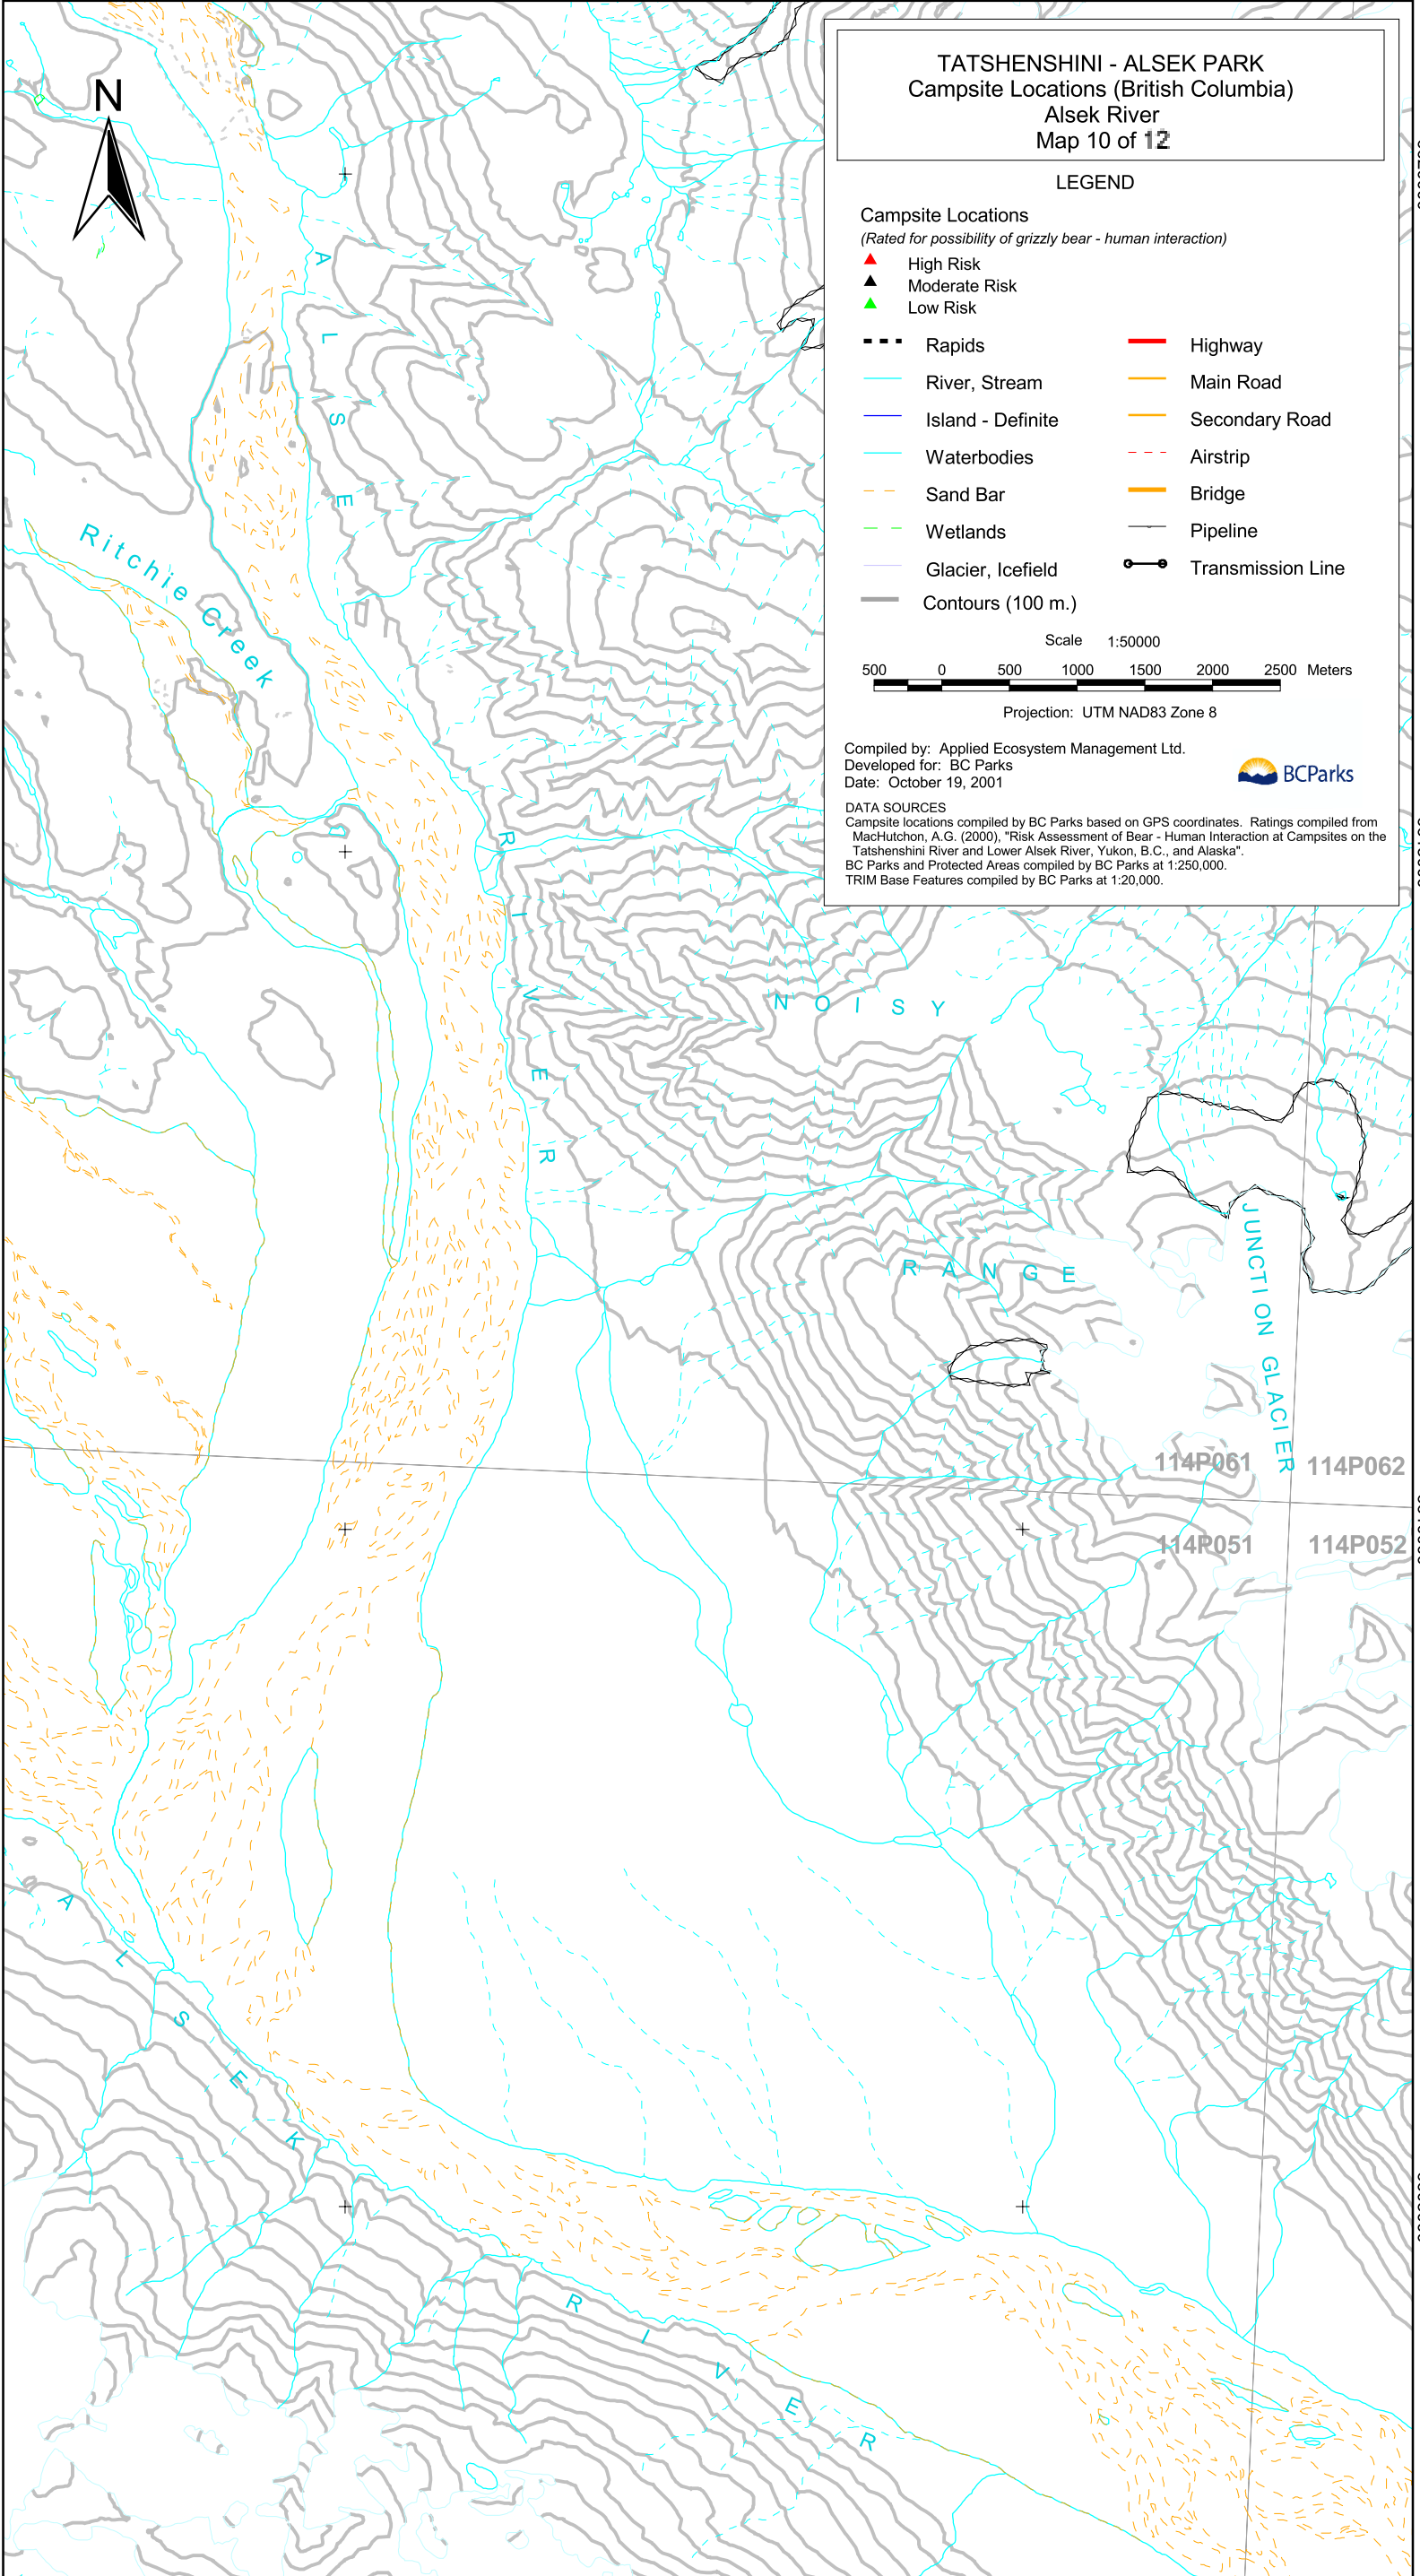 TATSHENSHINI - ALSEK PARK
Campsite Locations (British Columbia)
Alsek River
Map 10 of 12
LEGEND
Campsite Locations
(Rated for possibility of grizzly bear - human interaction)
High Risk
Moderate Risk
Low Risk
Rapids
River, Stream
Island - Definite
Waterbodies
Sand Bar
Wetlands
Glacier, Icefield
Contours (100 m.)
Highway
Main Road
Secondary Road
Airstrip
Bridge
Pipeline
Transmission Line
Scale 1:50000
500 0 500 1000 1500 2000 2500 Meters
Projection: UTM NAD83 Zone 8
Compiled by: Applied Ecosystem Management Ltd.
Developed for: BC Parks
Date: October 19, 2001
BCParks
DATA SOURCES
Campsite locations compiled by BC Parks based on GPS coordinates. Ratings compiled from
MacHutchon, A.G. (2000), "Risk Assessment of Bear - Human Interaction at Campsites on the
Tatshenshini River and Lower Alsek River, Yukon, B.C., and Alaska".
BC Parks and Protected Areas compiled by BC Parks at 1:250,000.
TRIM Base Features compiled by BC Parks at 1:20,000.
N
ALSE
RIVER
Ritchie Creek
NOISY
RANGE
JUNCTION GLACIER
114P061
114P062
114P051
114P052
ALSEK
RIVER